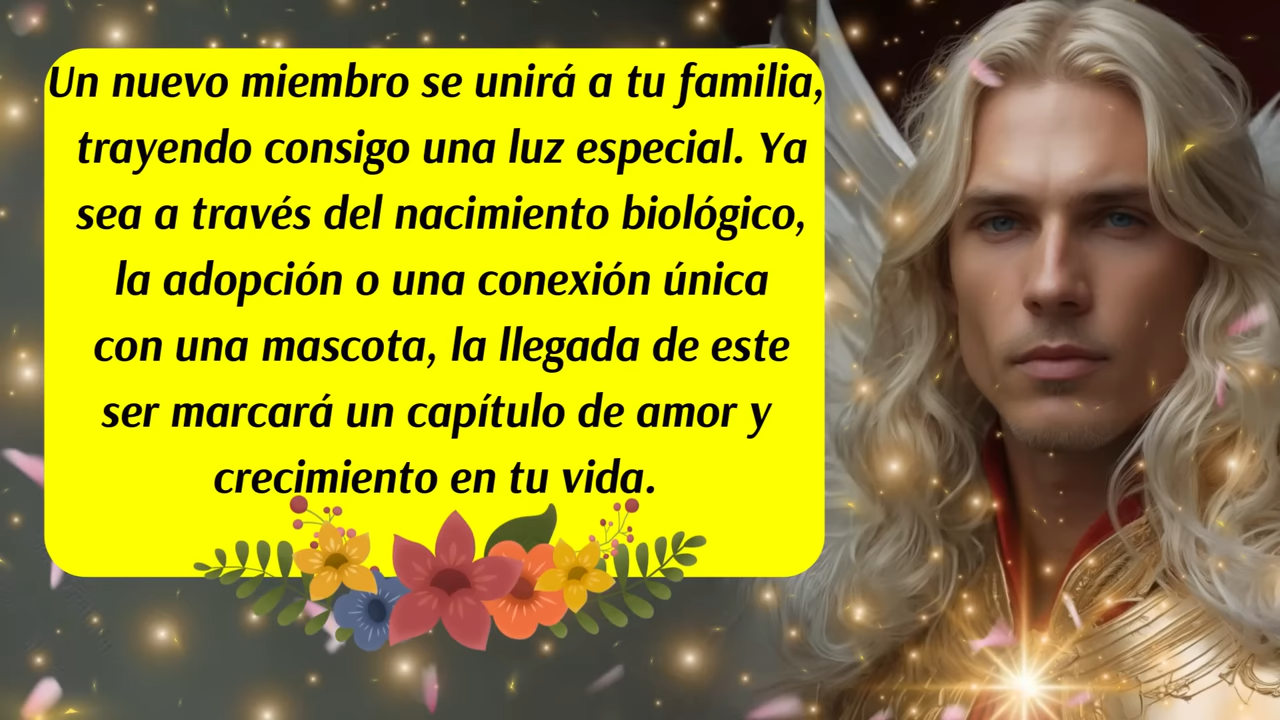 Un nuevo miembro se unirá a tu familia,
trayendo consigo una luz especial. Ya
sea a través del nacimiento biológico,
la adopción o una conexión única
con una mascota, la llegada de este
ser marcará un capítulo de amor y
crecimiento en tu vida.